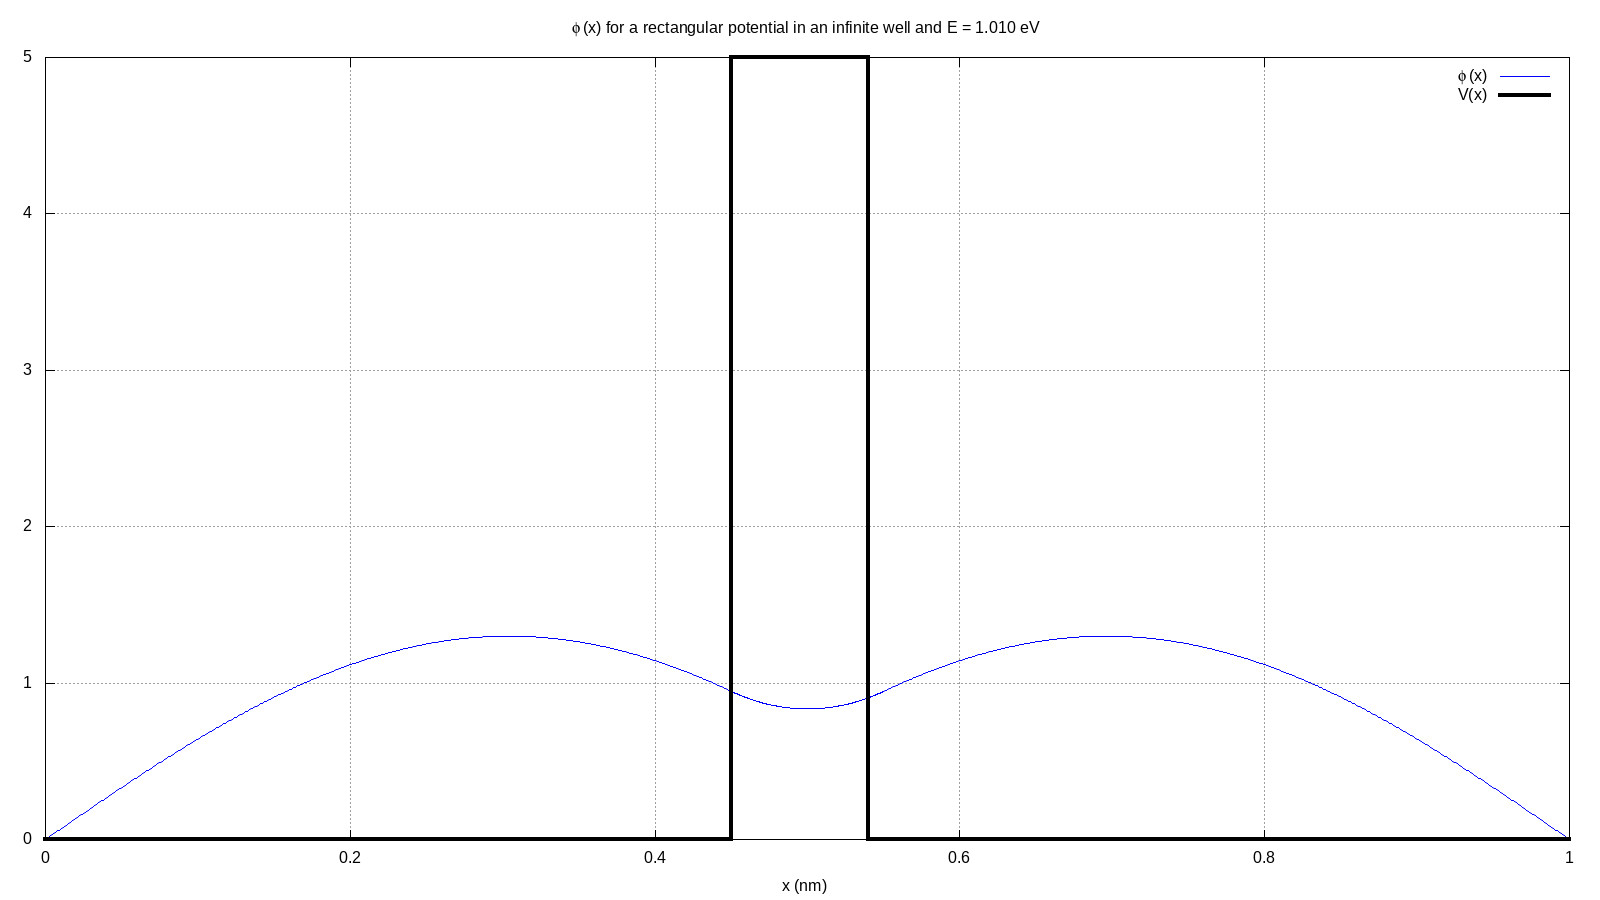 ϕ(x) for a rectangular potential in an infinite well and E = 1.010 eV
5
ϕ(x)
V(x)
4
3
2
1
0
0 0.2 0.4 0.6 0.8 1
x (nm)